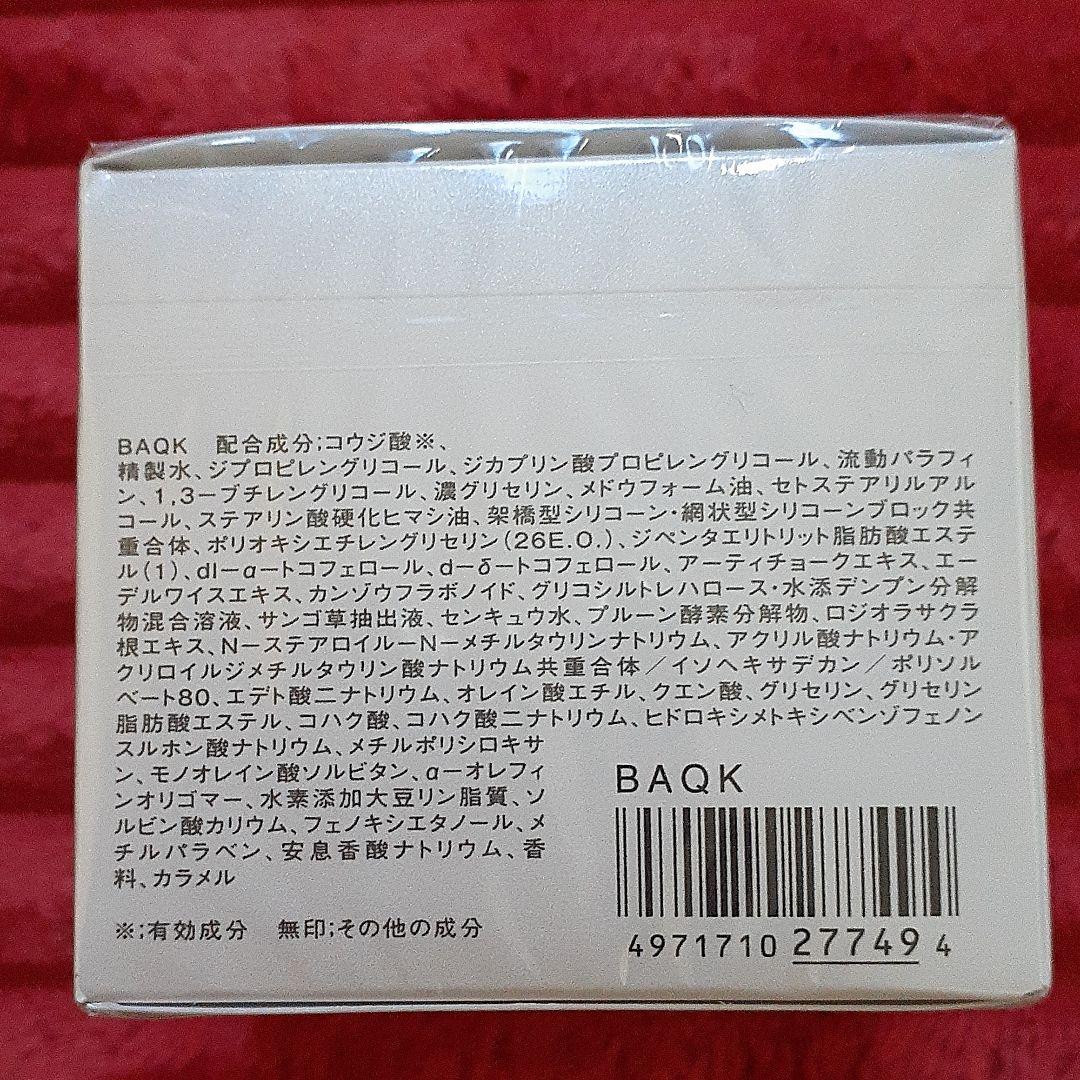 BAQK 配合成分;コウジ酸※、
精製水、ジプロピレングリコール、ジカプリン酸プロピレングリコール、流動パラフィ
ン、1,3ーブチレングリコール、濃グリセリン、メドウフォーム油、セトステアリルアル
コール、ステアリン酸硬化ヒマシ油、架橋型シリコーン・網状型シリコーンブロック共
重合体、ポリオキシエチレングリセリン(26E.O.)、ジペンタエリトリット脂肪酸エステ
ル(1)、dlーαートコフェロール、dーδートコフェロール、アーティチョークエキス、エー
デルワイスエキス、カンゾウフラボノイド、グリコシルトレハロース・水添デンプン分解
物混合溶液、サンゴ草抽出液、センキュウ水、プルーン酵素分解物、ロジオラサクラ
根エキス、NーステアロイルーNーメチルタウリンナトリウム、アクリル酸ナトリウム・ア
クリロイルジメチルタウリン酸ナトリウム共重合体/イソヘキサデカン/ポリソル
ベート80、エデト酸二ナトリウム、オレイン酸エチル、クエン酸、グリセリン、グリセリン
脂肪酸エステル、コハク酸、コハク酸二ナトリウム、ヒドロキシメトキシベンゾフェノン
スルホン酸ナトリウム、メチルポリシロキサ
ン、モノオレイン酸ソルビタン、αーオレフィ
ンオリゴマー、水素添加大豆リン脂質、ソ
ルビン酸カリウム、フェノキシエタノール、メ
チルパラベン、安息香酸ナトリウム、香
料、カラメル
※;有効成分 無印;その他の成分
BAQK
4971710 277494